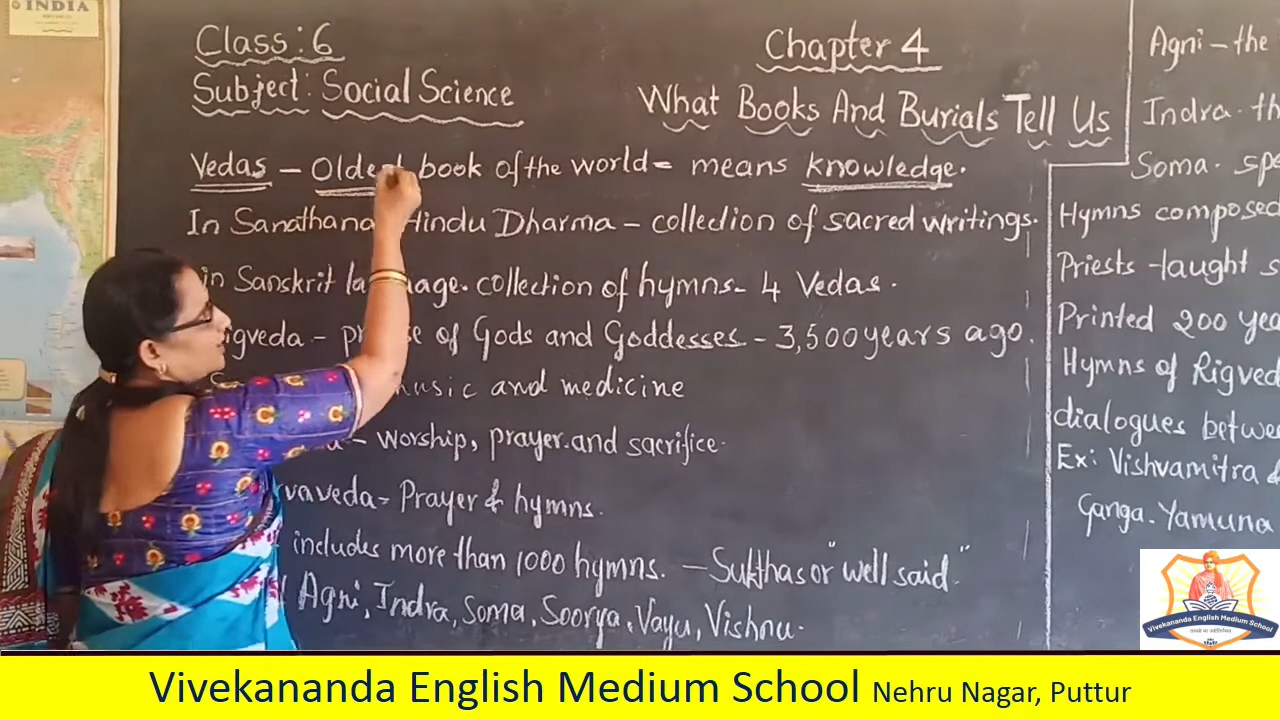 INDIA
Class : 6
Subject : Social Science
Chapter 4
What Books And Burials Tell Us
Vedas – Oldest book of the world = means knowledge.
In Sanathana Hindu Dharma – collection of sacred writings.
in Sanskrit language. collection of hymns – 4 Vedas.
igveda – praise of Gods and Goddesses – 3,500 years ago.
music and medicine
– worship, prayer and sacrifice.
vaveda = Prayer & hymns.
includes more than 1000 hymns. – Sukthas or "well said"
Agni, Indra, Soma, Soorya, Vayu, Vishnu.
Agni – the
Indra . th
Soma . spe
Hymns composed
Priests – taught s
Printed 200 yea
Hymns of Rigved
dialogues betwee
Ex: Vishvamitra &
Ganga . Yamuna
Vivekananda English Medium School
Vivekananda English Medium School Nehru Nagar, Puttur